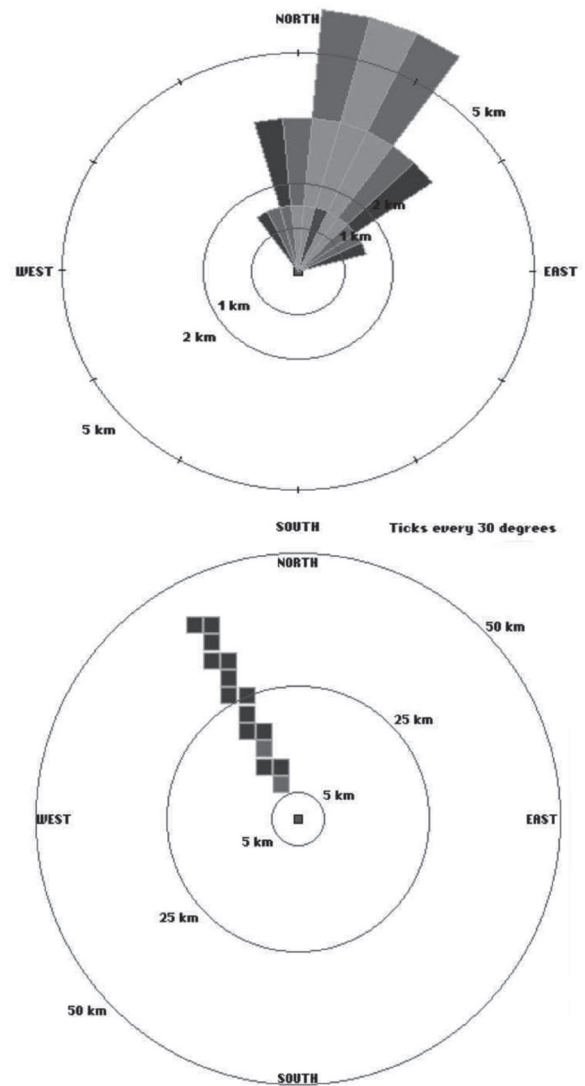 NORTH
5 km
2 km
1 km
WEST
EAST
1 km
2 km
5 km
SOUTH
Ticks every 30 degrees
NORTH
50 km
25 km
5 km
WEST
EAST
5 km
25 km
50 km
SOUTH